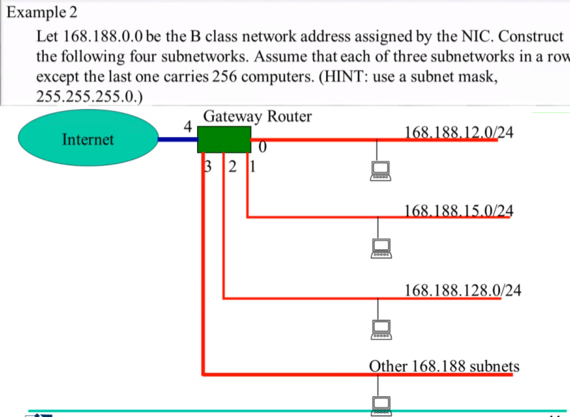 Example 2
Let 168.188.0.0 be the B class network address assigned by the NIC. Construct
the following four subnetworks. Assume that each of three subnetworks in a row
except the last one carries 256 computers. (HINT: use a subnet mask,
255.255.255.0.)
Gateway Router
4
Internet
168.188.12.0/24
0
3 2 1
168.188.15.0/24
168.188.128.0/24
Other 168.188 subnets